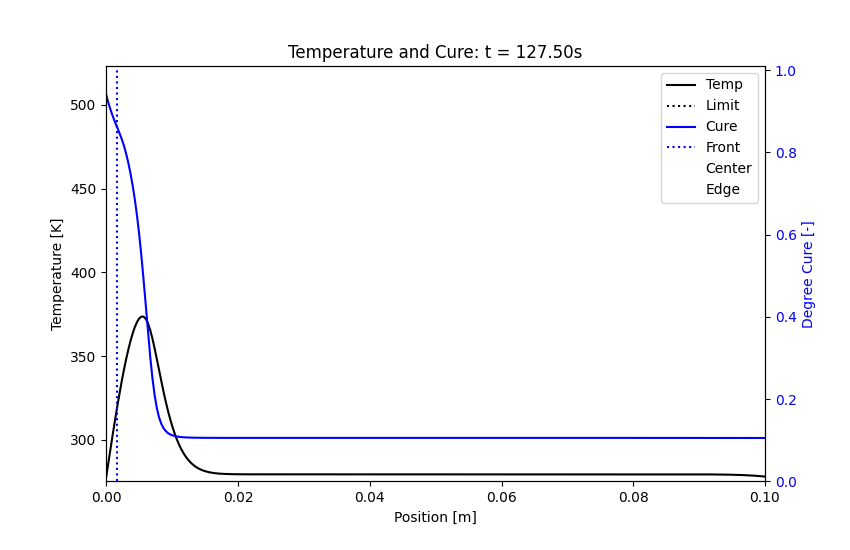 Temperature and Cure: t = 127.50s
500
450
400
350
300
Temperature [K]
0.00
0.02
0.04
0.06
0.08
0.10
Position [m]
1.0
0.8
0.6
0.4
0.2
0.0
Degree Cure [-]
Temp
Limit
Cure
Front
Center
Edge